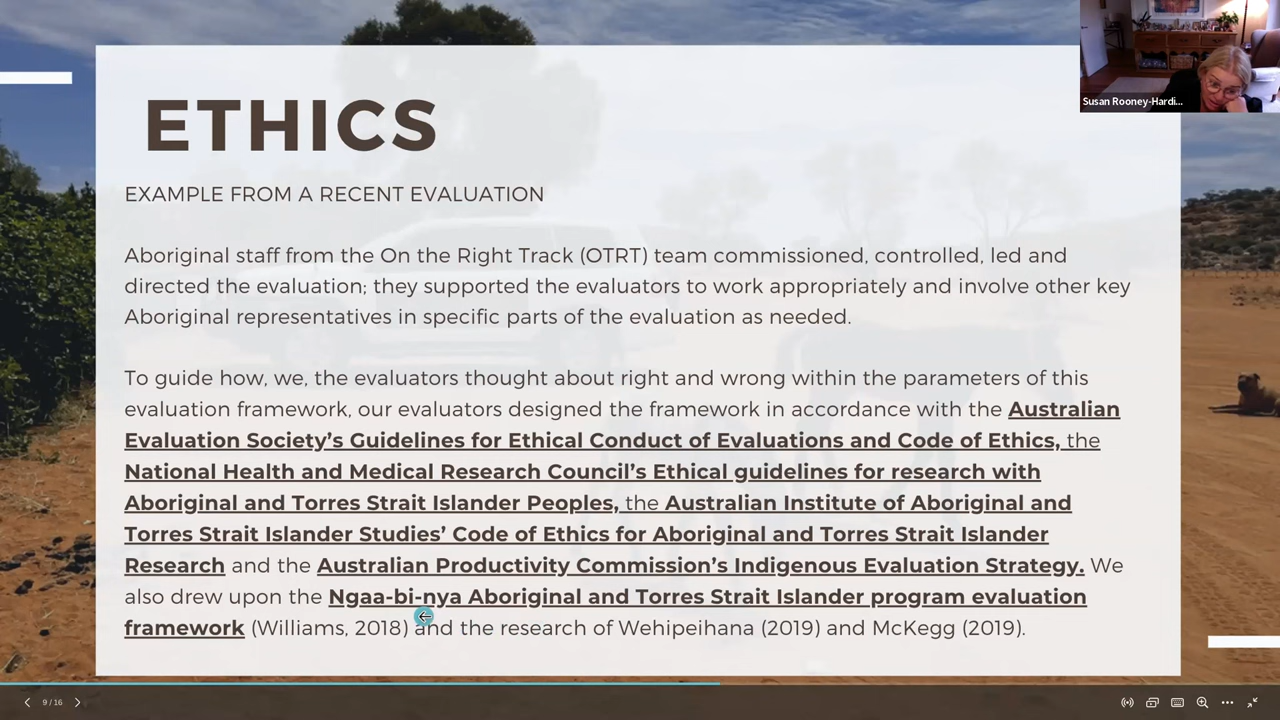 Susan Rooney-Hardi...
ETHICS
EXAMPLE FROM A RECENT EVALUATION
Aboriginal staff from the On the Right Track (OTRT) team commissioned, controlled, led and
directed the evaluation; they supported the evaluators to work appropriately and involve other key
Aboriginal representatives in specific parts of the evaluation as needed.
To guide how, we, the evaluators thought about right and wrong within the parameters of this
evaluation framework, our evaluators designed the framework in accordance with the Australian
Evaluation Society’s Guidelines for Ethical Conduct of Evaluations and Code of Ethics, the
National Health and Medical Research Council’s Ethical guidelines for research with
Aboriginal and Torres Strait Islander Peoples, the Australian Institute of Aboriginal and
Torres Strait Islander Studies’ Code of Ethics for Aboriginal and Torres Strait Islander
Research and the Australian Productivity Commission’s Indigenous Evaluation Strategy. We
also drew upon the Ngaa-bi-nya Aboriginal and Torres Strait Islander program evaluation
framework (Williams, 2018) and the research of Wehipeihana (2019) and McKegg (2019).
9 / 16